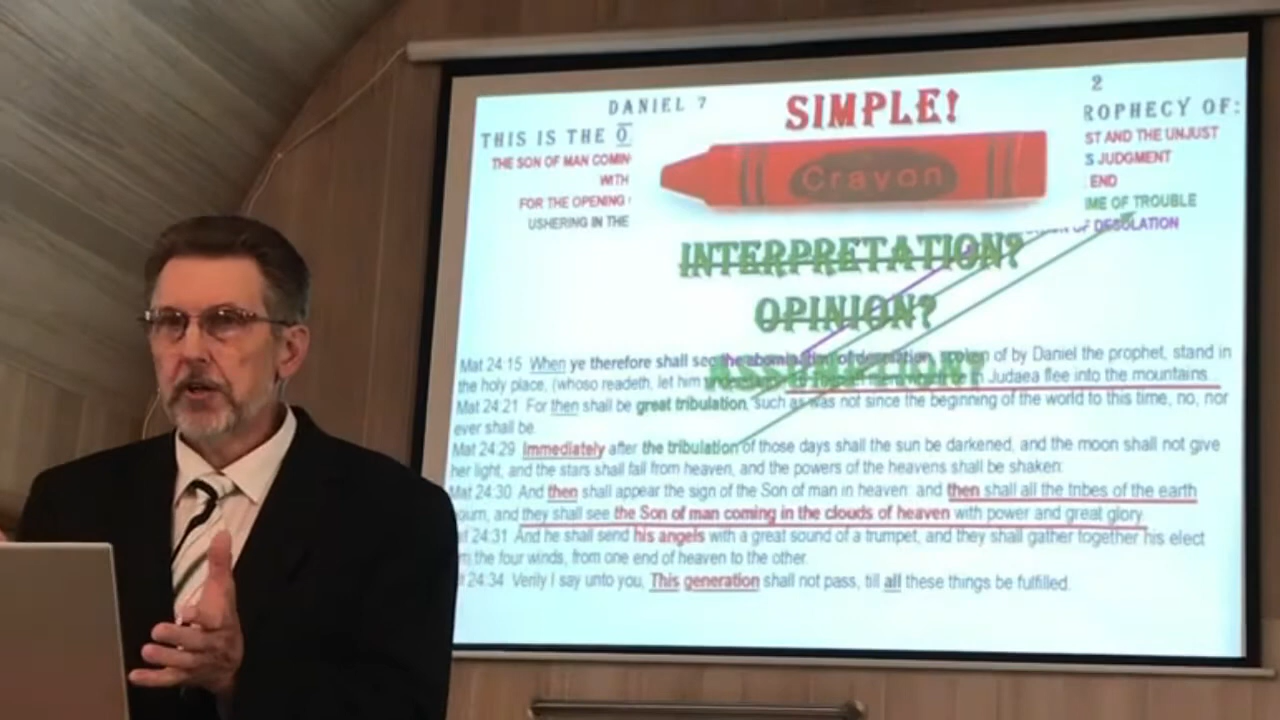 DANIEL 7
SIMPLE!
2
THIS IS THE O
ROPHECY OF:
THE SON OF MAN COMIN
ST AND THE UNJUST
WITH
Crayon
S JUDGMENT
FOR THE OPENING
END
USHERING IN THE
IME OF TROUBLE
OF DESOLATION
INTERPRETATION?
OPINION?
ASSUMPTION?
Mat 24:15 When ye therefore shall see the abomination of desolation, spoken of by Daniel the prophet, stand in
the holy place, (whoso readeth, let him in Judaea flee into the mountains
Mat 24:21 For then shall be great tribulation, such as was not since the beginning of the world to this time, no, nor
ever shall be.
Mat 24:29 Immediately after the tribulation of those days shall the sun be darkened, and the moon shall not give
her light, and the stars shall fall from heaven, and the powers of the heavens shall be shaken:
Mat 24:30 And then shall appear the sign of the Son of man in heaven: and then shall all the tribes of the earth
ourn, and they shall see the Son of man coming in the clouds of heaven with power and great glory.
24:31 And he shall send his angels with a great sound of a trumpet, and they shall gather together his elect
the four winds, from one end of heaven to the other.
24:34 Verily I say unto you, This generation shall not pass, till all these things be fulfilled.